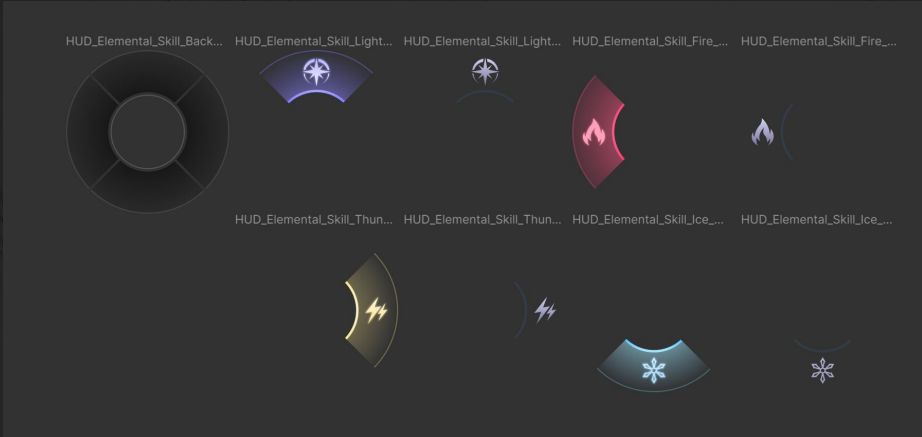 HUD_Elemental_Skill_Back...
HUD_Elemental_Skill_Light...
HUD_Elemental_Skill_Light...
HUD_Elemental_Skill_Fire_...
HUD_Elemental_Skill_Fire_...
HUD_Elemental_Skill_Thun...
HUD_Elemental_Skill_Thun...
HUD_Elemental_Skill_Ice_...
HUD_Elemental_Skill_Ice_...